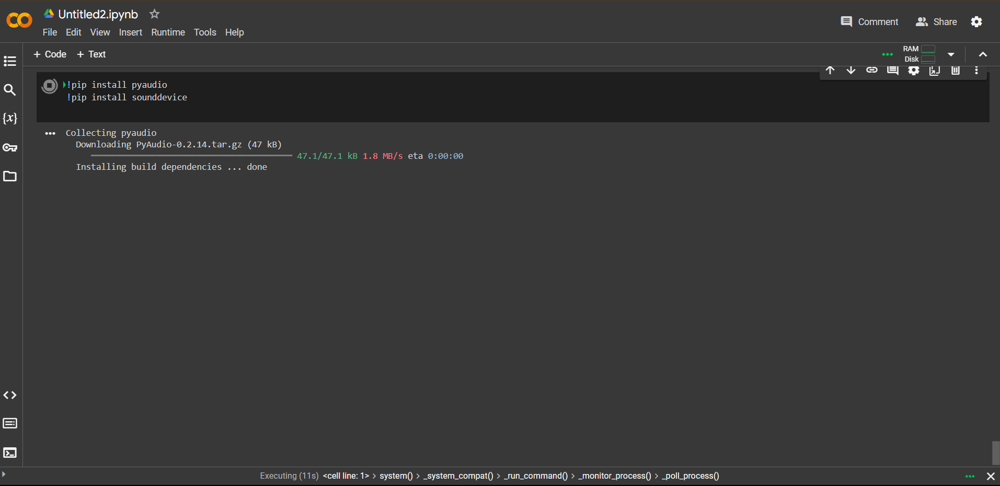 Untitled2.ipynb
Comment Share
File Edit View Insert Runtime Tools Help
+ Code + Text
RAM
Disk
{x}
!pip install pyaudio
!pip install sounddevice
Collecting pyaudio
Downloading PyAudio-0.2.14.tar.gz (47 kB)
47.1/47.1 kB 1.8 MB/s eta 0:00:00
Installing build dependencies ... done
Executing (11s) <cell line: 1> > system() > _system_compat() > _run_command() > _monitor_process() > _poll_process()